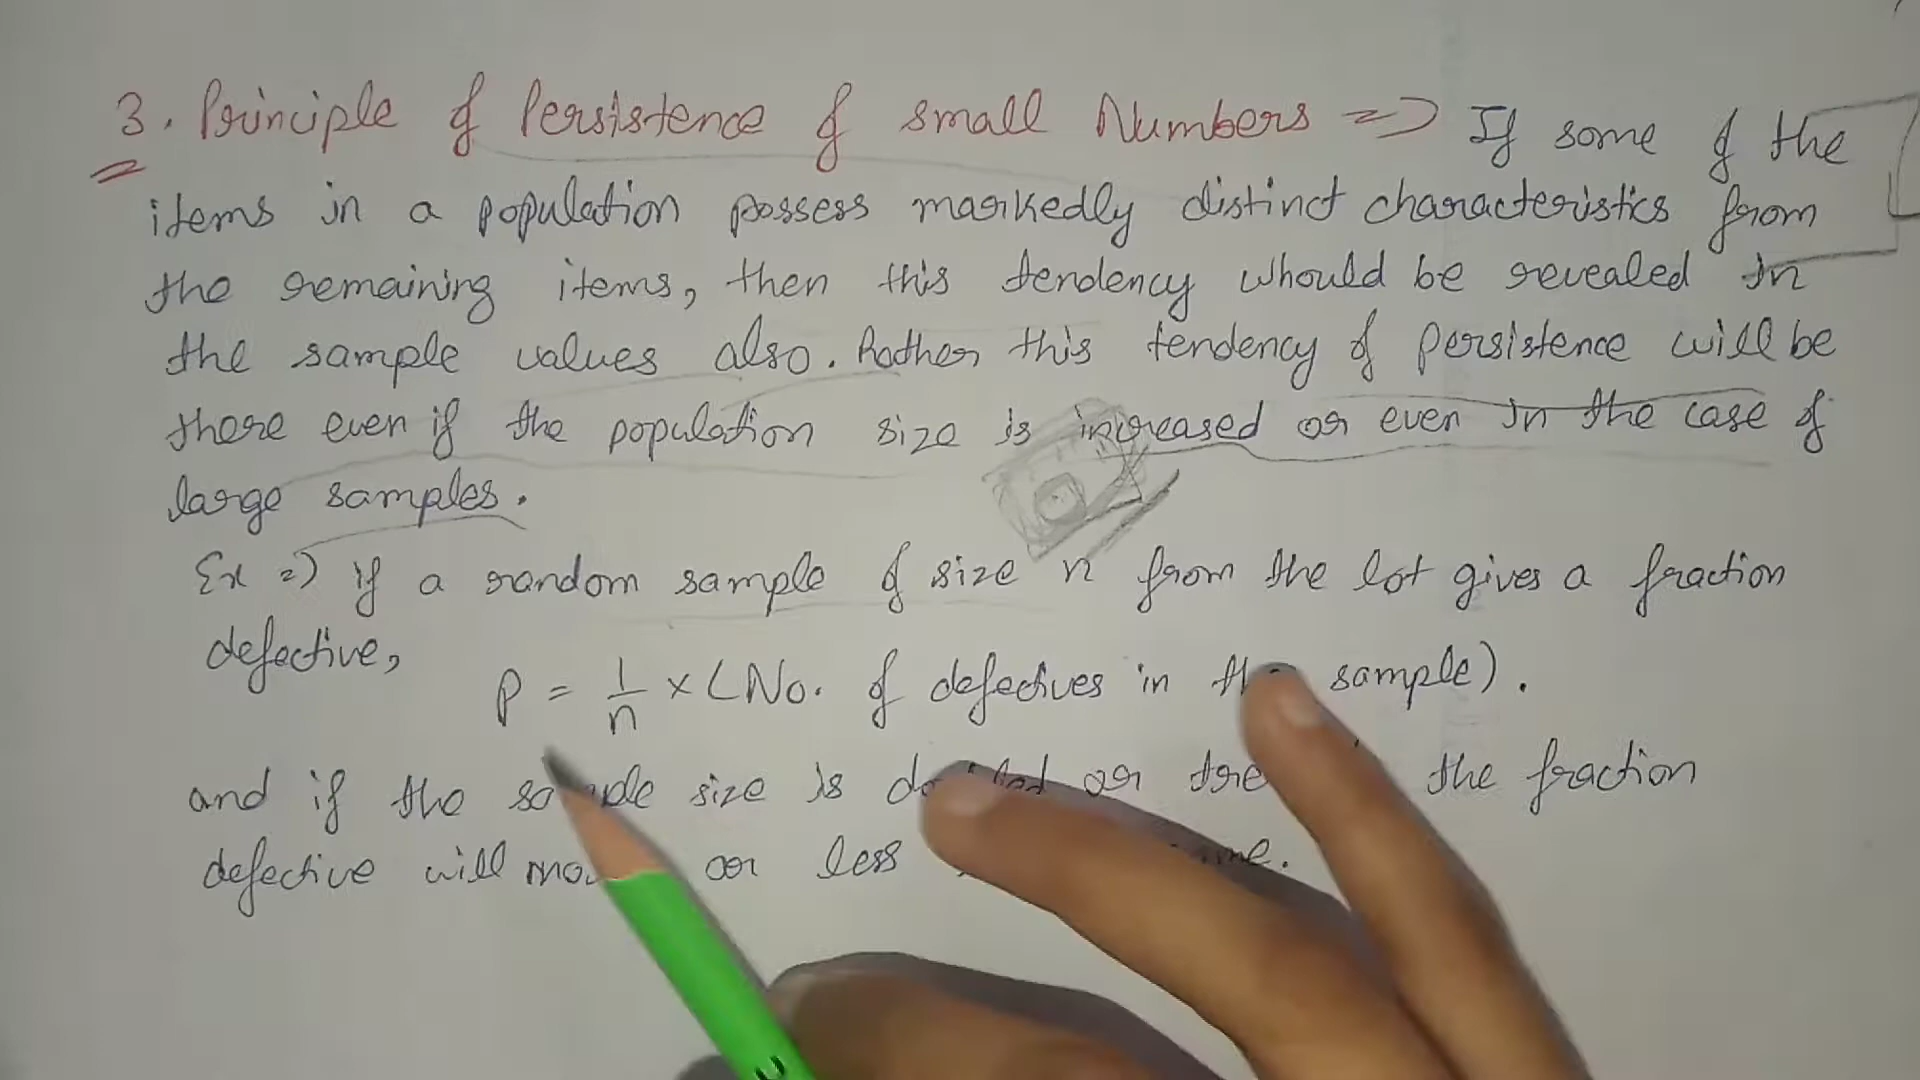 3. Principle of Persistence of small Numbers => If some of the
items in a population possess markedly distinct characteristics from
the remaining items, then this tendency whould be revealed in
the sample values also. Rather this tendency of Persistence will be
there even if the population size is increased or even in the case of
large samples.
Ex => if a random sample of size n from the lot gives a fraction
defective,
P = 1/n × (No. of defectives in the sample).
and if the size is or the fraction
defective will or less